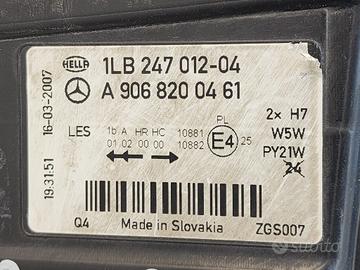 HELLA 1LB 247 012-04
A 906 820 04 61
16-03-2007
19:31:51
LES
1b A HR HC
01 02 00 00
10881
10882
PL
E4 25
2x H7
W5W
PY21W
24
Q4 Made in Slovakia ZGS007
subito